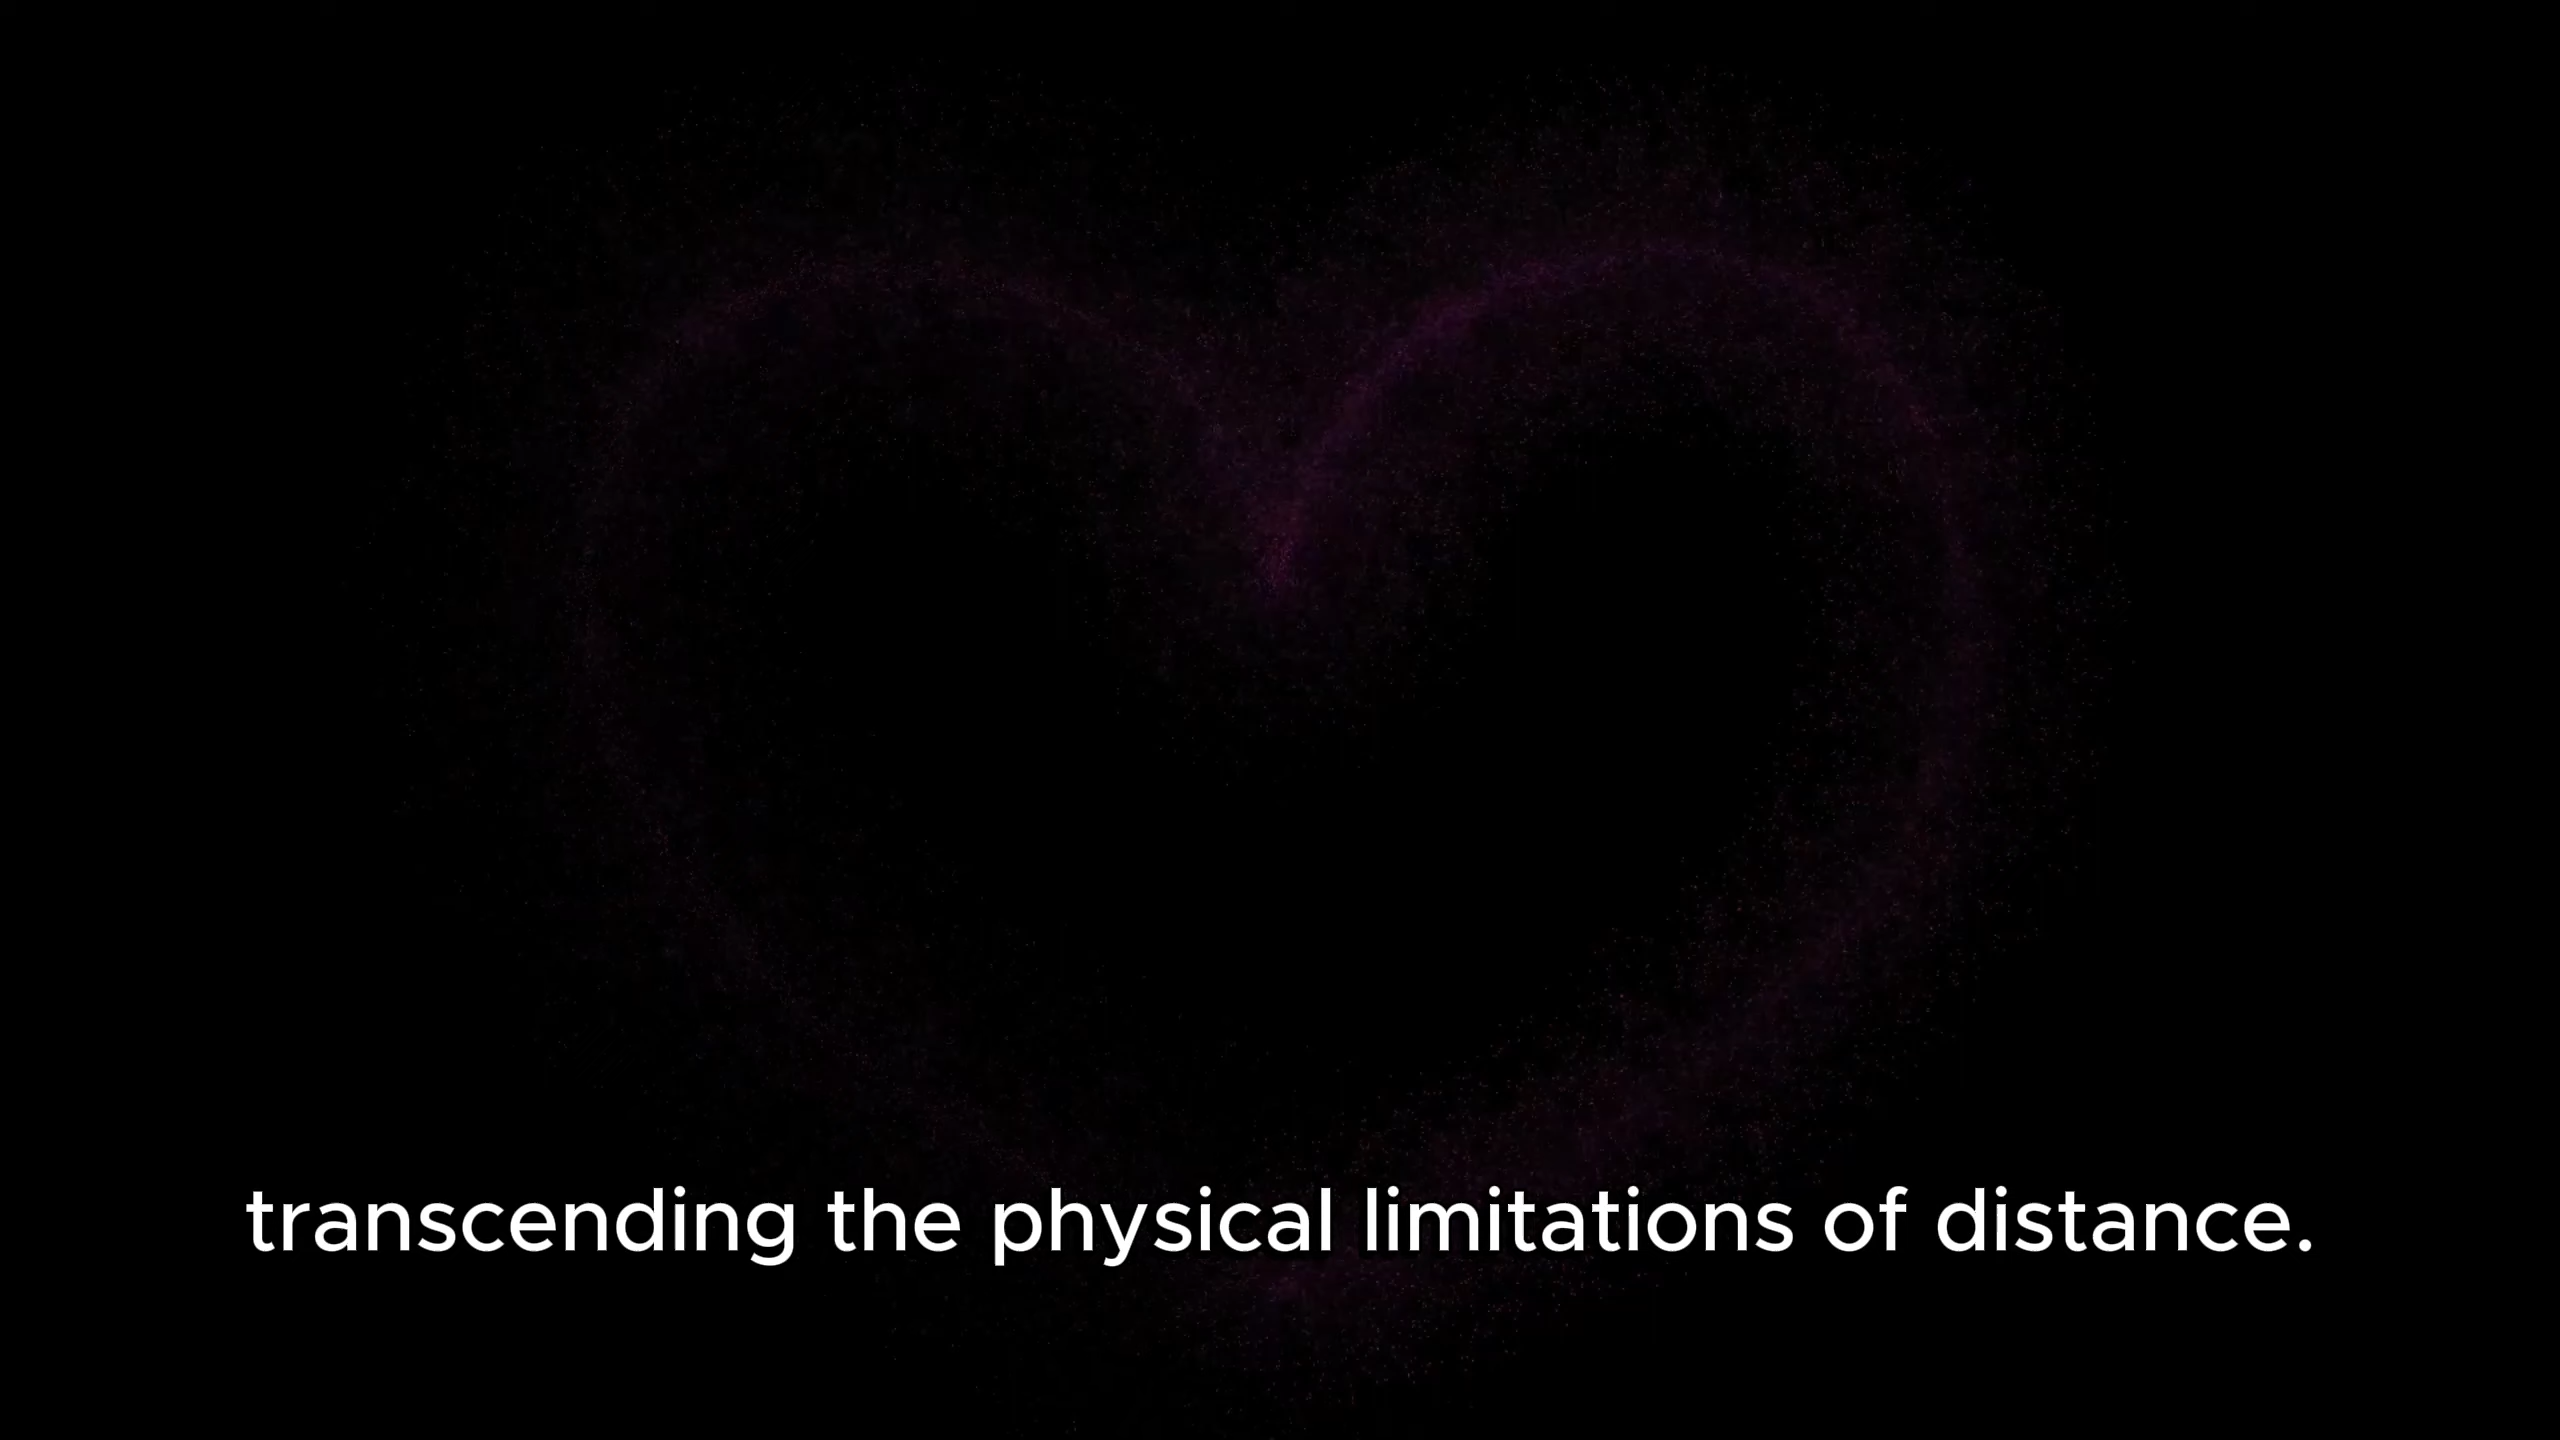 transcending the physical limitations of distance.